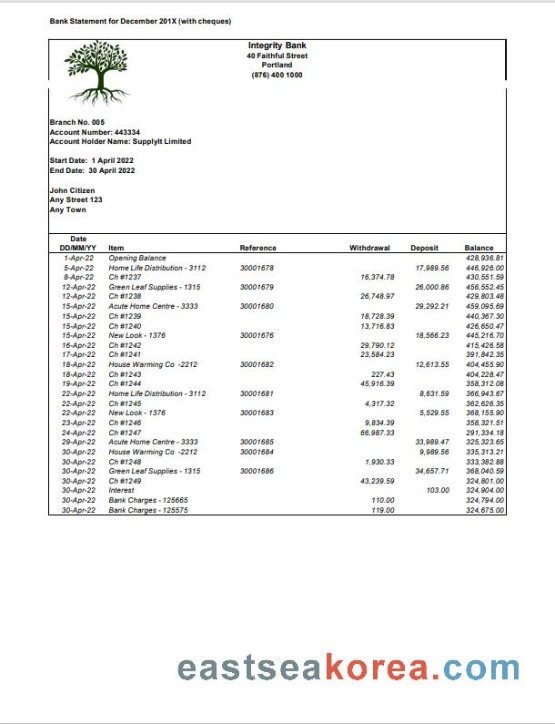 Bank Statement for December 201X (with cheques)
Integrity Bank
40 Faithful Street
Portland
(876) 400 1000
Branch No. 005
Account Number: 443334
Account Holder Name: SupplyIt Limited
Start Date: 1 April 2022
End Date: 30 April 2022
John Citizen
Any Street 123
Any Town
Date
DD/MM/YY Item Reference Withdrawal Deposit Balance
1-Apr-22 Opening Balance 428,936.81
5-Apr-22 Home Life Distribution - 3112 30001678 17,989.56 446,926.00
8-Apr-22 Ch #1237 16,374.78 430,551.59
12-Apr-22 Green Leaf Supplies - 1315 30001679 26,000.86 456,552.45
12-Apr-22 Ch #1238 26,748.97 429,803.48
15-Apr-22 Acute Home Centre - 3333 30001680 29,292.21 459,095.69
15-Apr-22 Ch #1239 18,728.39 440,367.30
15-Apr-22 Ch #1240 13,716.83 426,650.47
15-Apr-22 New Look - 1376 30001676 18,566.23 445,216.70
16-Apr-22 Ch #1242 29,790.12 415,426.58
17-Apr-22 Ch #1241 23,584.23 391,842.35
18-Apr-22 House Warming Co -2212 30001682 12,613.55 404,455.90
18-Apr-22 Ch #1243 227.43 404,228.47
19-Apr-22 Ch #1244 45,916.39 358,312.08
22-Apr-22 Home Life Distribution - 3112 30001681 8,631.59 366,943.67
22-Apr-22 Ch #1245 4,317.32 362,626.35
22-Apr-22 New Look - 1376 30001683 5,529.55 368,155.90
23-Apr-22 Ch #1246 9,834.39 358,321.51
24-Apr-22 Ch #1247 66,987.33 291,334.18
29-Apr-22 Acute Home Centre - 3333 30001685 33,989.47 325,323.65
30-Apr-22 House Warming Co -2212 30001684 9,989.56 335,313.21
30-Apr-22 Ch #1248 1,930.33 333,382.88
30-Apr-22 Green Leaf Supplies - 1315 30001686 34,657.71 368,040.59
30-Apr-22 Ch #1249 43,239.59 324,801.00
30-Apr-22 Interest 103.00 324,904.00
30-Apr-22 Bank Charges - 125665 110.00 324,794.00
30-Apr-22 Bank Charges - 125575 119.00 324,675.00
eastseakorea.com